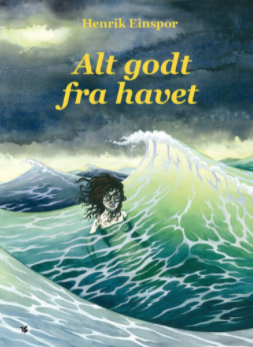 Henrik Einspor
Alt godt
fra havet